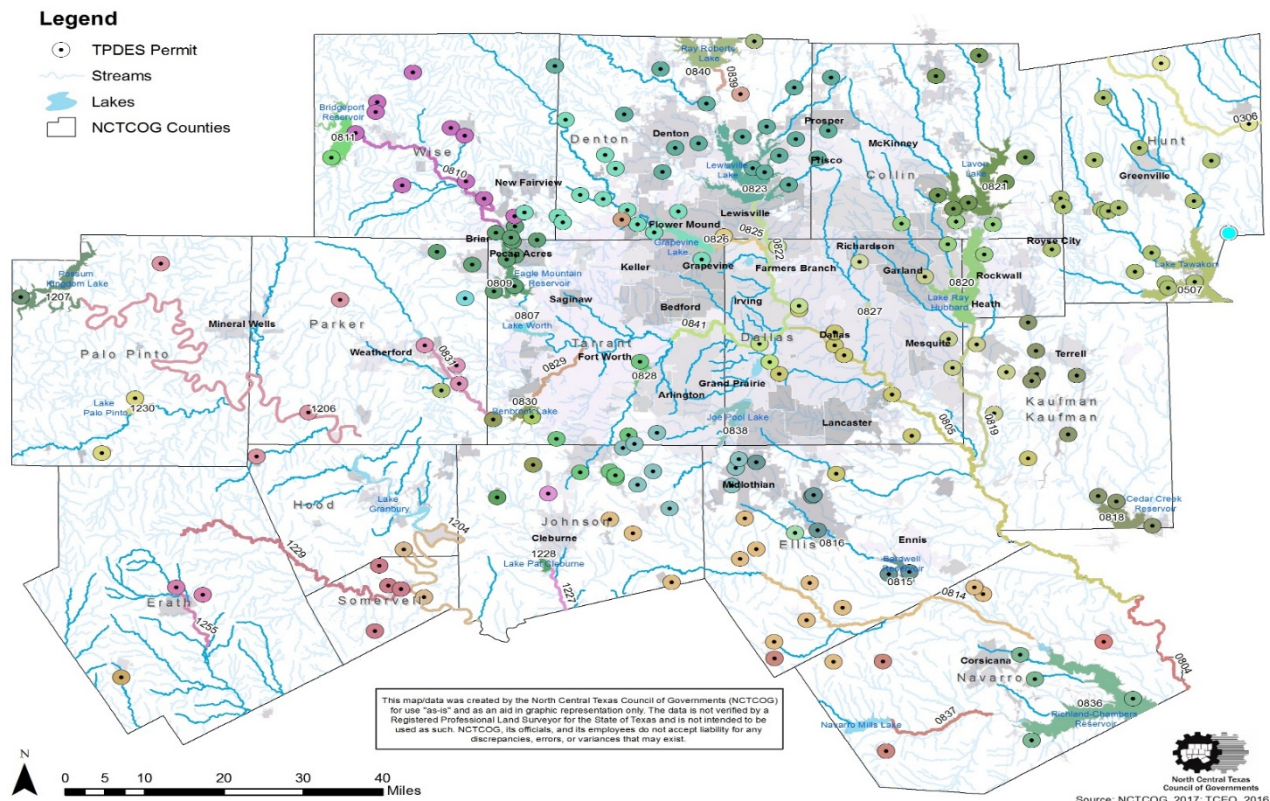 Legend
TPDES Permit
Streams
Lakes
NCTCOG Counties
Ray Roberts
Lake
0840
0839
Bridgeport
Reservoir
0811
Wise
0810
New Fairview
Denton
Denton
Prosper
Frisco
McKinney
Collin
Lavon
Lake
0821
Hunt
0306
Greenville
Lewisville
Lake
0823
Lewisville
Flower Mound
0825
0826
0822
Grapevine
Lake
Grapevine
Farmers Branch
Richardson
Garland
0820
Rockwall
Royse City
Lake Tawakoni
0507
Lake Ray
Hubbard
Heath
Briar
Pecan Acres
Keller
Eagle Mountain
Reservoir
0809
Possum
Kingdom Lake
1207
Mineral Wells
Parker
Palo Pinto
Weatherford
0831
0807
Saginaw
Lake Worth
Bedford
Irving
0841
Tarrant
Fort Worth
0829
0828
Dallas
Dallas
0827
Mesquite
Terrell
Kaufman
Kaufman
Grand Prairie
Arlington
0830
Benbrook Lake
Joe Pool Lake
0838
Lancaster
0805
0819
Lake
Palo Pinto
1230
1206
Hood
Lake
Granbury
1204
1229
Somervell
Erath
1255
Johnson
Cleburne
1228
Lake Pat Cleburne
1227
Midlothian
Ellis
0816
Ennis
Bardwell
Reservoir
0815
0814
Cedar Creek
Reservoir
0818
0804
Corsicana
Navarro
0836
Richland-Chambers
Reservoir
Navarro Mills Lake
0837
This map/data was created by the North Central Texas Council of Governments (NCTCOG)
for use "as-is" and as an aid in graphic representation only. The data is not verified by a
Registered Professional Land Surveyor for the State of Texas and is not intended to be
used as such. NCTCOG, its officials, and its employees do not accept liability for any
discrepancies, errors, or variances that may exist.
N
0 5 10 20 30 40
Miles
North Central Texas
Council of Governments
Source: NCTCOG, 2017; TCEQ, 2016